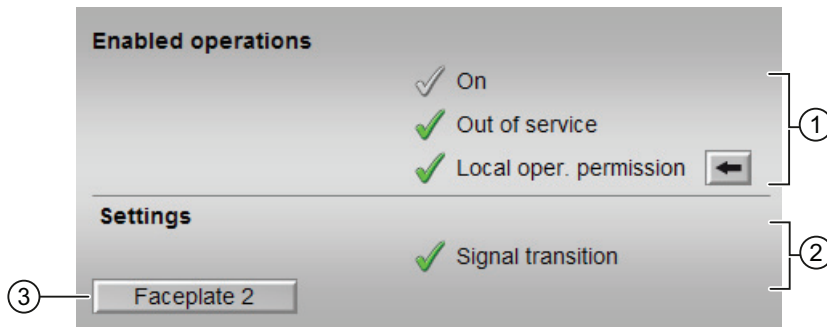 Enabled operations
On
Out of service
1
Local oper. permission
Settings
Signal transition
2
3
Faceplate 2